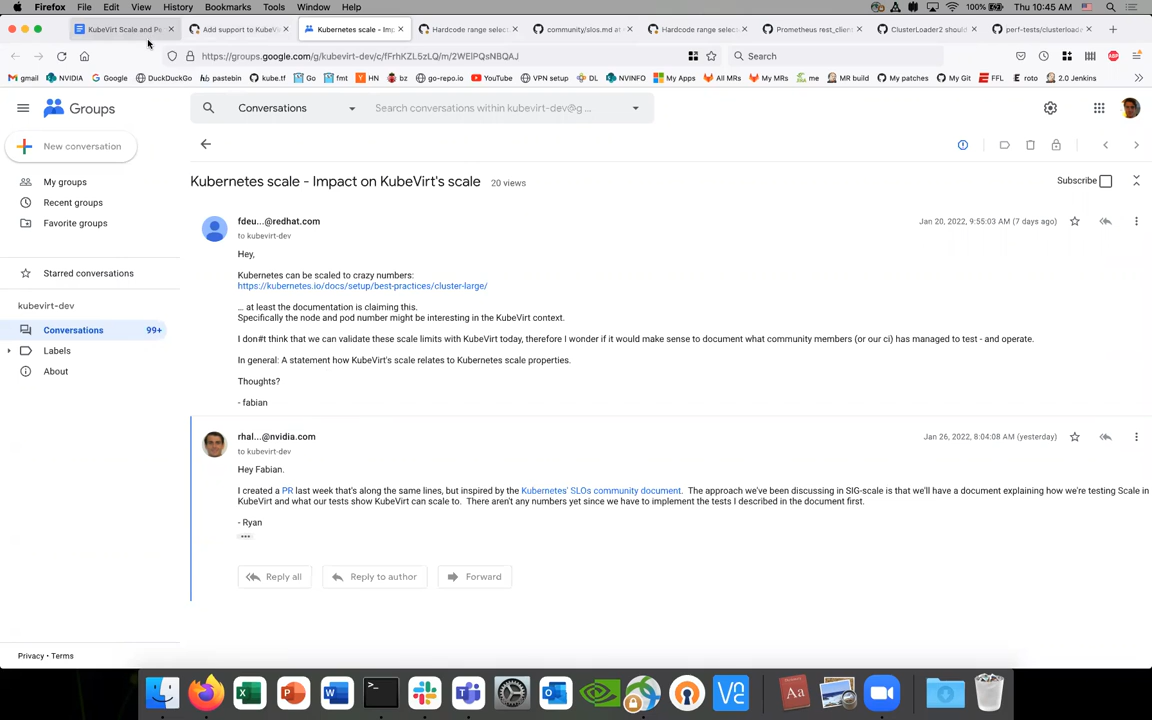 Firefox File Edit View History Bookmarks Tools Window Help 100% Thu 10:45 AM
KubeVirt Scale and Pe Add support to KubeVi Kubernetes scale - Imp Hardcode range select community/slos.md at Hardcode range select Prometheus rest_client ClusterLoader2 should perf-tests/clusterload
https://groups.google.com/g/kubevirt-dev/c/fFrhKZL5zLQ/m/2WElPQsNBQAJ Search
gmail NVIDIA Google DuckDuckGo pastebin kube.tf Go fmt HN bz go-repo.io YouTube VPN setup DL NVINFO My Apps All MRs My MRs me MR build My patches My Git FFL roto 2.0 Jenkins
Groups Conversations Search conversations within kubevirt-dev@g ...
New conversation
My groups
Recent groups
Favorite groups
Starred conversations
kubevirt-dev
Conversations 99+
Labels
About
Privacy • Terms
Kubernetes scale - Impact on KubeVirt's scale 20 views
Subscribe
fdeu...@redhat.com Jan 20, 2022, 9:55:03 AM (7 days ago)
to kubevirt-dev
Hey,
Kubernetes can be scaled to crazy numbers:
https://kubernetes.io/docs/setup/best-practices/cluster-large/
… at least the documentation is claiming this.
Specifically the node and pod number might be interesting in the KubeVirt context.
I don#t think that we can validate these scale limits with KubeVirt today, therefore I wonder if it would make sense to document what community members (or our ci) has managed to test - and operate.
In general: A statement how KubeVirt's scale relates to Kubernetes scale properties.
Thoughts?
- fabian
rhal...@nvidia.com Jan 26, 2022, 8:04:08 AM (yesterday)
to kubevirt-dev
Hey Fabian.
I created a PR last week that's along the same lines, but inspired by the Kubernetes' SLOs community document. The approach we've been discussing in SIG-scale is that we'll have a document explaining how we're testing Scale in
KubeVirt and what our tests show KubeVirt can scale to. There aren't any numbers yet since we have to implement the tests I described in the document first.
- Ryan
Reply all Reply to author Forward